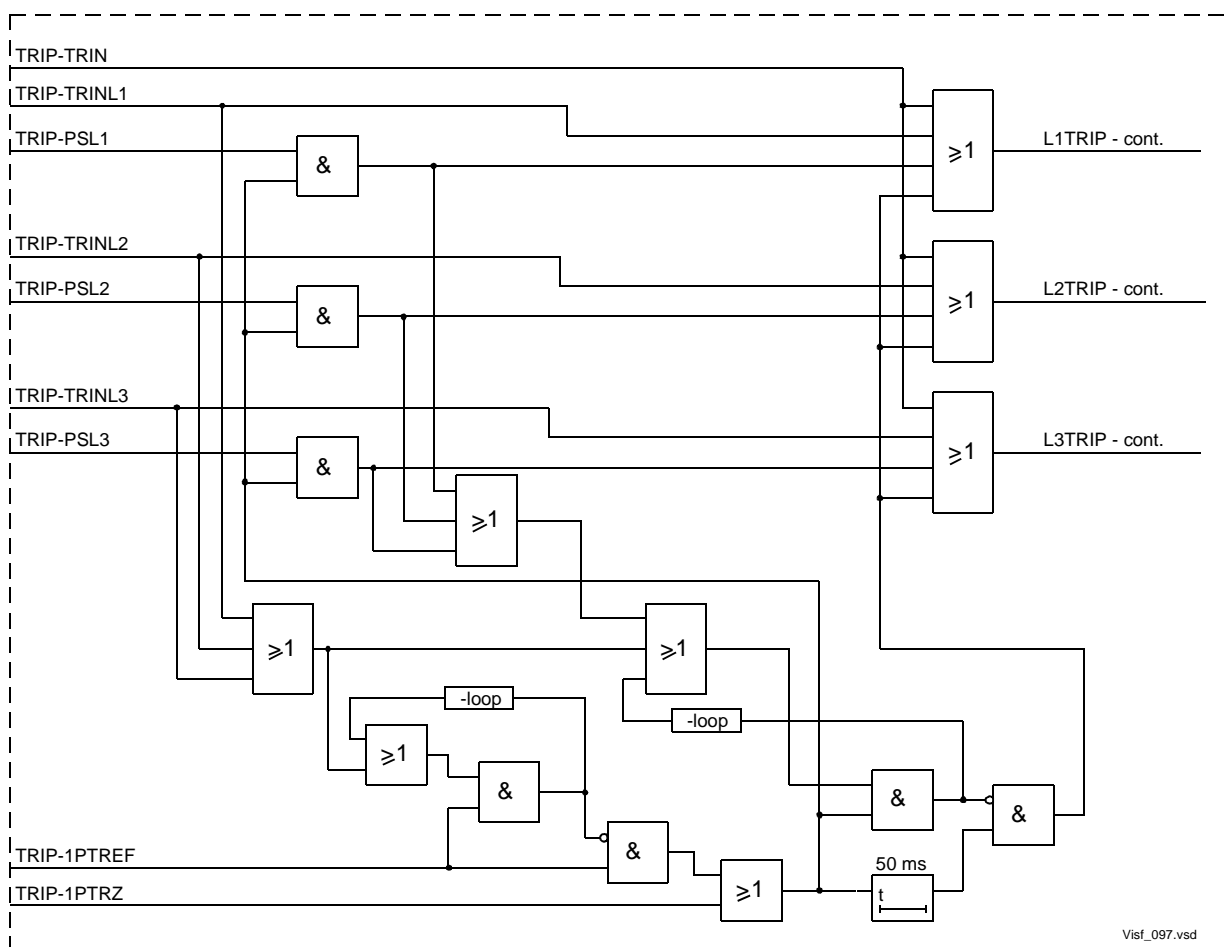 TRIP-TRIN
TRIP-TRINL1
TRIP-PSL1
&
≥1
L1TRIP - cont.
TRIP-TRINL2
TRIP-PSL2
&
≥1
L2TRIP - cont.
TRIP-TRINL3
TRIP-PSL3
&
≥1
L3TRIP - cont.
≥1
≥1
≥1
-loop
-loop
≥1
&
&
&
&
TRIP-1PTREF
50 ms
TRIP-1PTRZ
≥1
t
Visf_097.vsd